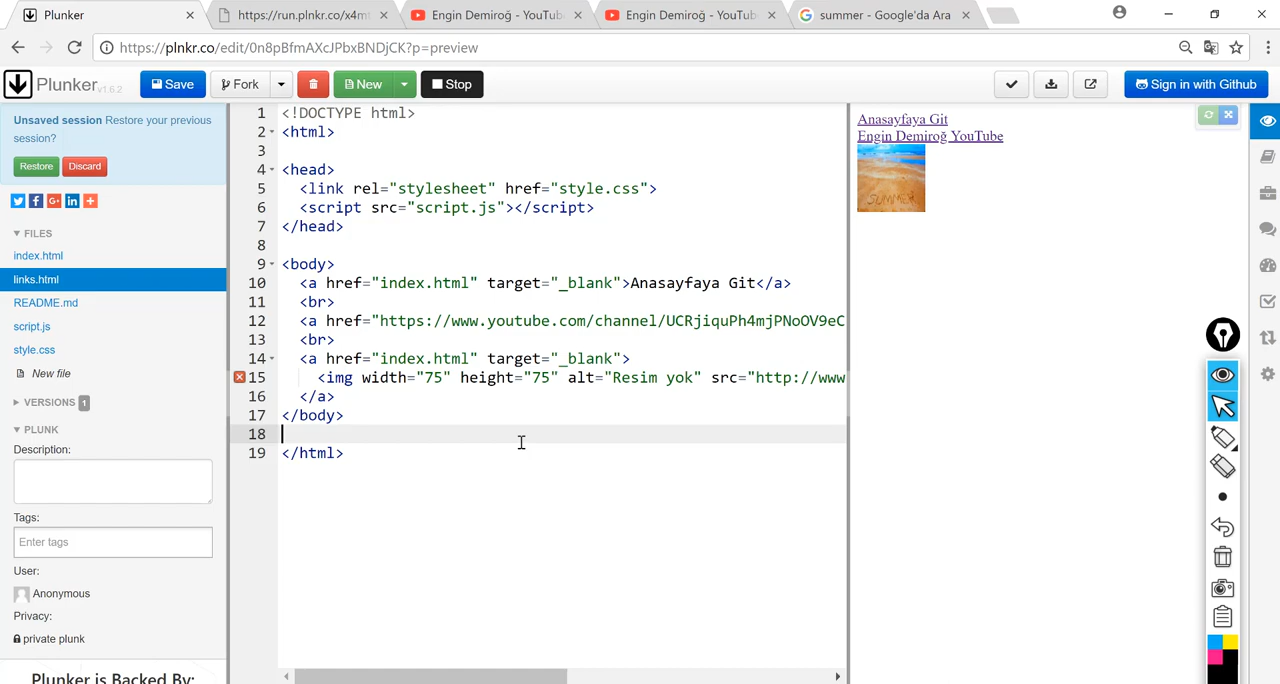 Plunker
https://run.plnkr.co/x4m
Engin Demiroğ - YouTub
Engin Demiroğ - YouTub
summer - Google'da Ara
https://plnkr.co/edit/0n8pBfmAXcJPbxBNDjCK?p=preview
Plunker v1.6.2
Save
Fork
New
Stop
Sign in with Github
Unsaved session Restore your previous
session?
Restore
Discard
FILES
index.html
links.html
README.md
script.js
style.css
New file
VERSIONS 1
PLUNK
Description:
Tags:
Enter tags
User:
Anonymous
Privacy:
private plunk
Plunker is Backed By:
1 <!DOCTYPE html>
2 <html>
3
4 <head>
5 <link rel="stylesheet" href="style.css">
6 <script src="script.js"></script>
7 </head>
8
9 <body>
10 <a href="index.html" target="_blank">Anasayfaya Git</a>
11 <br>
12 <a href="https://www.youtube.com/channel/UCRjiquPh4mjPNoOV9eC
13 <br>
14 <a href="index.html" target="_blank">
15 <img width="75" height="75" alt="Resim yok" src="http://www
16 </a>
17 </body>
18
19 </html>
Anasayfaya Git
Engin Demiroğ YouTube
SUMMER